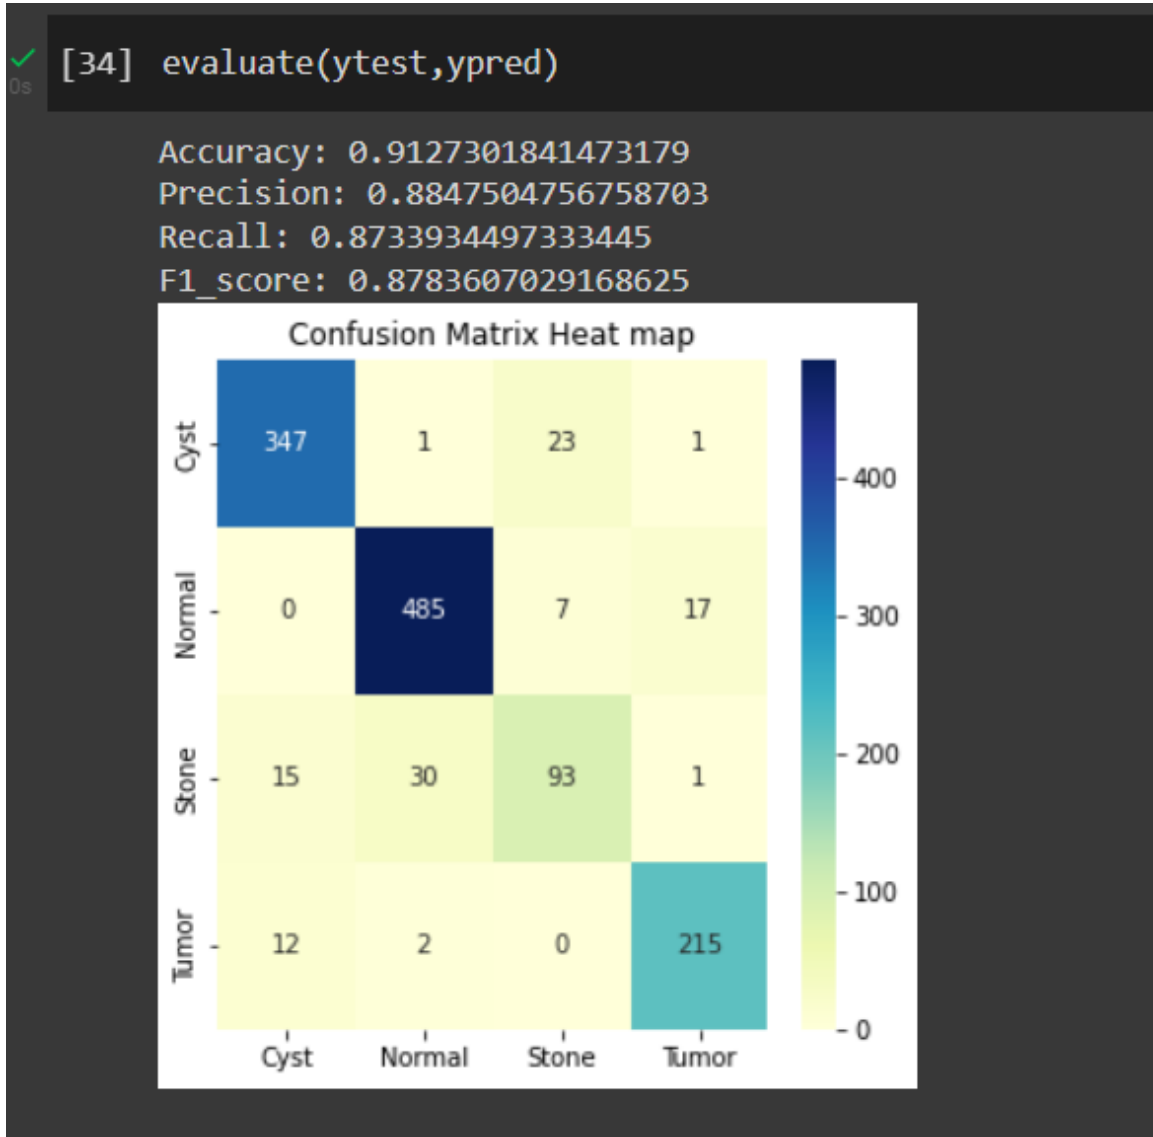 [34] evaluate(ytest,ypred)
0s
Accuracy: 0.9127301841473179
Precision: 0.8847504756758703
Recall: 0.8733934497333445
F1_score: 0.8783607029168625
Confusion Matrix Heat map
Cyst 347 1 23 1
Normal 0 485 7 17
Stone 15 30 93 1
Tumor 12 2 0 215
Cyst Normal Stone Tumor
400
300
200
100
0